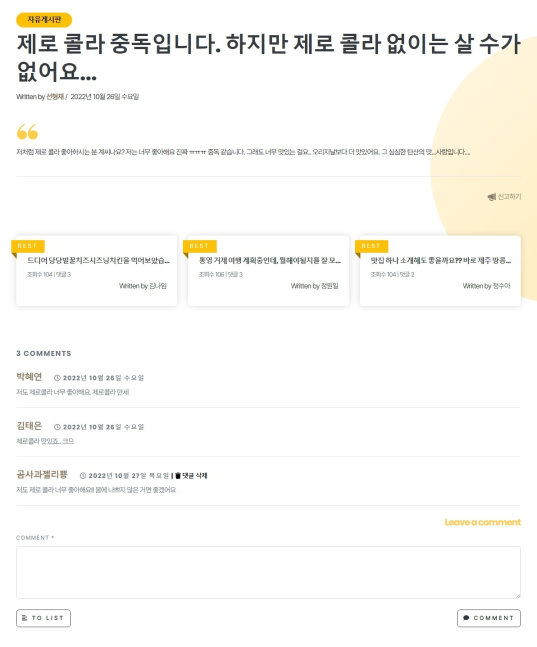 자유게시판
제로 콜라 중독입니다. 하지만 제로 콜라 없이는 살 수가
없어요...
Written by 선형재 / 2022년 10월 26일 수요일
저처럼 제로 콜라 좋아하시는 분 계씨나요? 저는 너무 좋아해요 진짜 ㅠㅠㅠ 중독 같습니다. 그래도 너무 맛있는 걸요.. 오리지날보다 더 맛있어요. 그 심심한 탄산의 맛...사랑입니다....
신고하기
BEST
드디어 당당벌꿀치즈시즈닝치킨을 먹어보았습...
조회수 104 | 댓글 3
Written by 김나임
BEST
통영 거제 여행 계획중인데, 뭘해야될지를 잘 모...
조회수 106 | 댓글 3
Written by 정원일
BEST
맛집 하나 소개해도 좋을까요?? 바로 제주 땅콩...
조회수 104 | 댓글 2
Written by 정수아
3 COMMENTS
박혜연 2022년 10월 26일 수요일
저도 제로콜라 너무 좋아해요. 제로콜라 만세
김태은 2022년 10월 26일 수요일
제로콜라 맛있죠.. 크으
곰사과젤리뿅 2022년 10월 27일 목요일 | 댓글 삭제
저도 제로 콜라 너무 좋아해요!! 몸에 나쁘지 않은 거면 좋겠어요
Leave a comment
COMMENT *
TO LIST
COMMENT